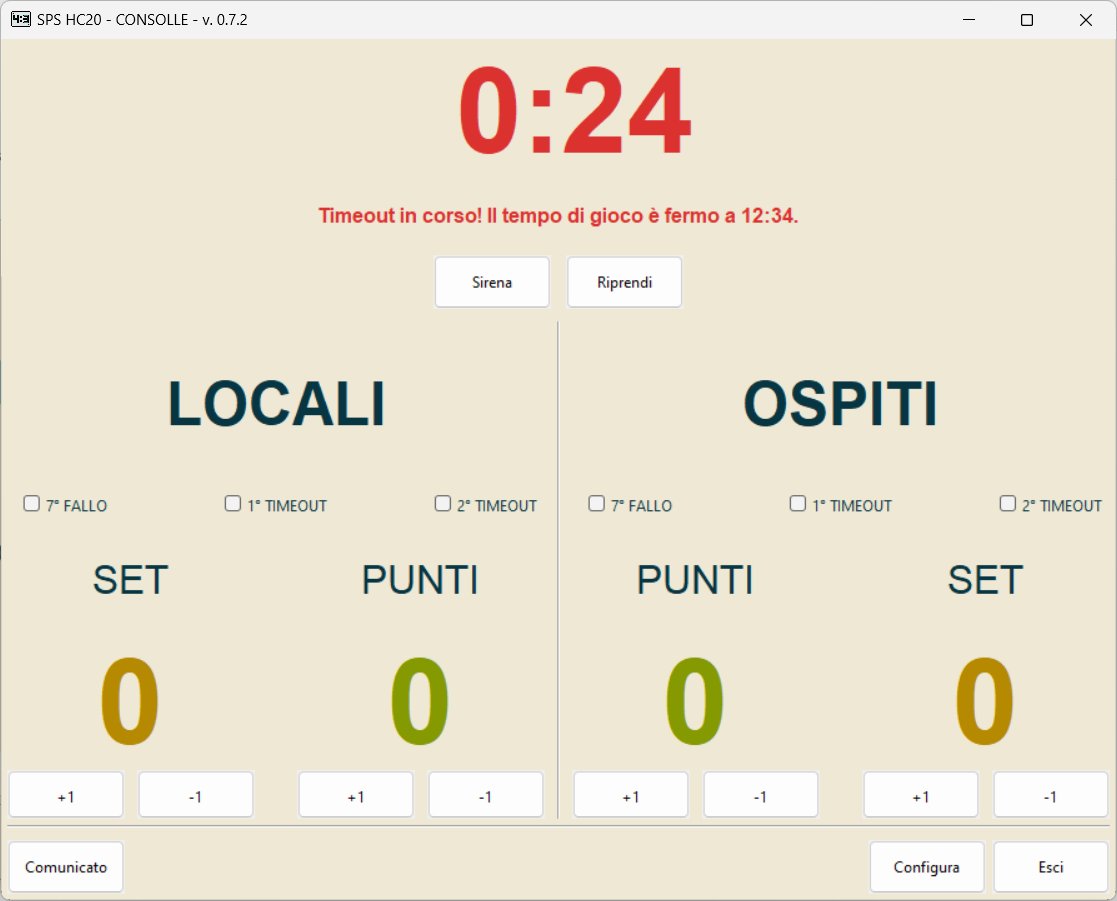 4:3 SPS HC20 - CONSOLLE - v. 0.7.2
0:24
Timeout in corso! Il tempo di gioco è fermo a 12:34.
Sirena Riprendi
LOCALI OSPITI
7° FALLO 1° TIMEOUT 2° TIMEOUT 7° FALLO 1° TIMEOUT 2° TIMEOUT
SET PUNTI PUNTI SET
0 0 0 0
+1 -1 +1 -1 +1 -1 +1 -1
Comunicato Configura Esci